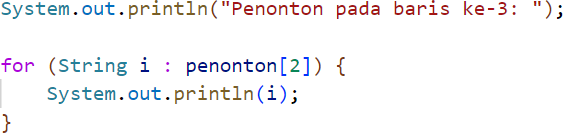 System.out.println("Penonton pada baris ke-3: ");
for (String i : penonton[2]) {
System.out.println(i);
}